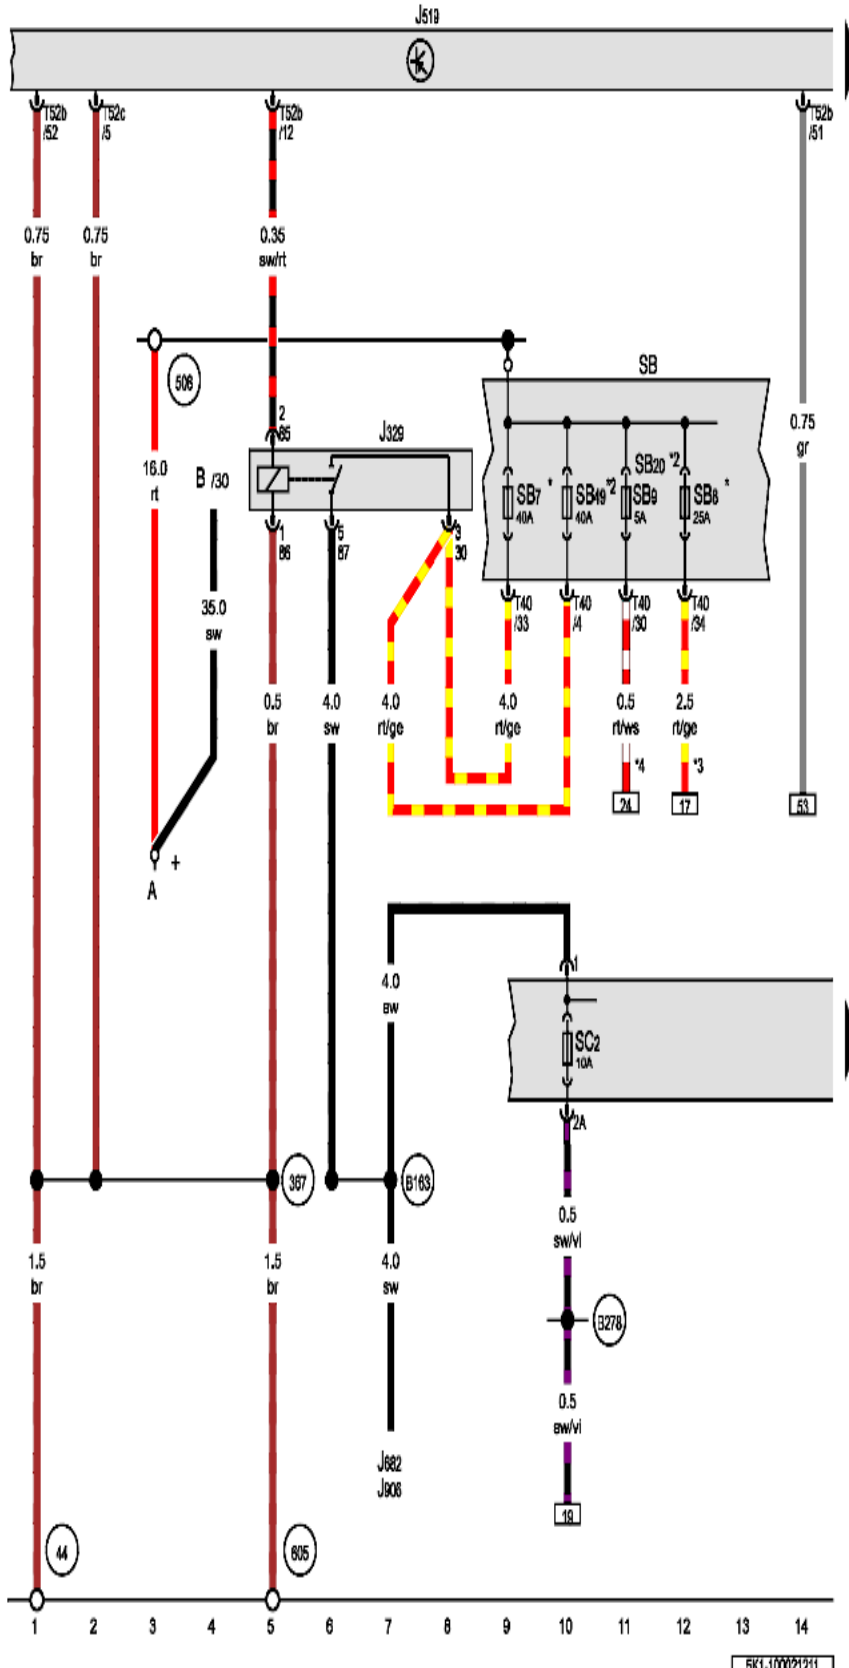 J519
T52b
/52
T52c
/5
T52b
/12
T52b
/51
0.75
br
0.75
br
0.35
sw/rt
506
SB
2
85
J329
0.75
gr
16.0
rt
B /30
SB7 *
40A
SB49 *2
40A
SB20 *2
SB9
5A
SB8 *
25A
1
86
5
87
3
30
35.0
sw
T40
/33
T40
/4
T40
/30
T40
/34
0.5
br
4.0
sw
4.0
rt/ge
4.0
rt/ge
0.5
rt/ws
2.5
rt/ge
*4
*3
24
17
53
+
A
1
4.0
sw
SC2
10A
2A
367
B163
0.5
sw/vi
1.5
br
1.5
br
4.0
sw
B278
0.5
sw/vi
J682
J906
19
44
605
1 2 3 4 5 6 7 8 9 10 11 12 13 14
5K1-100021211